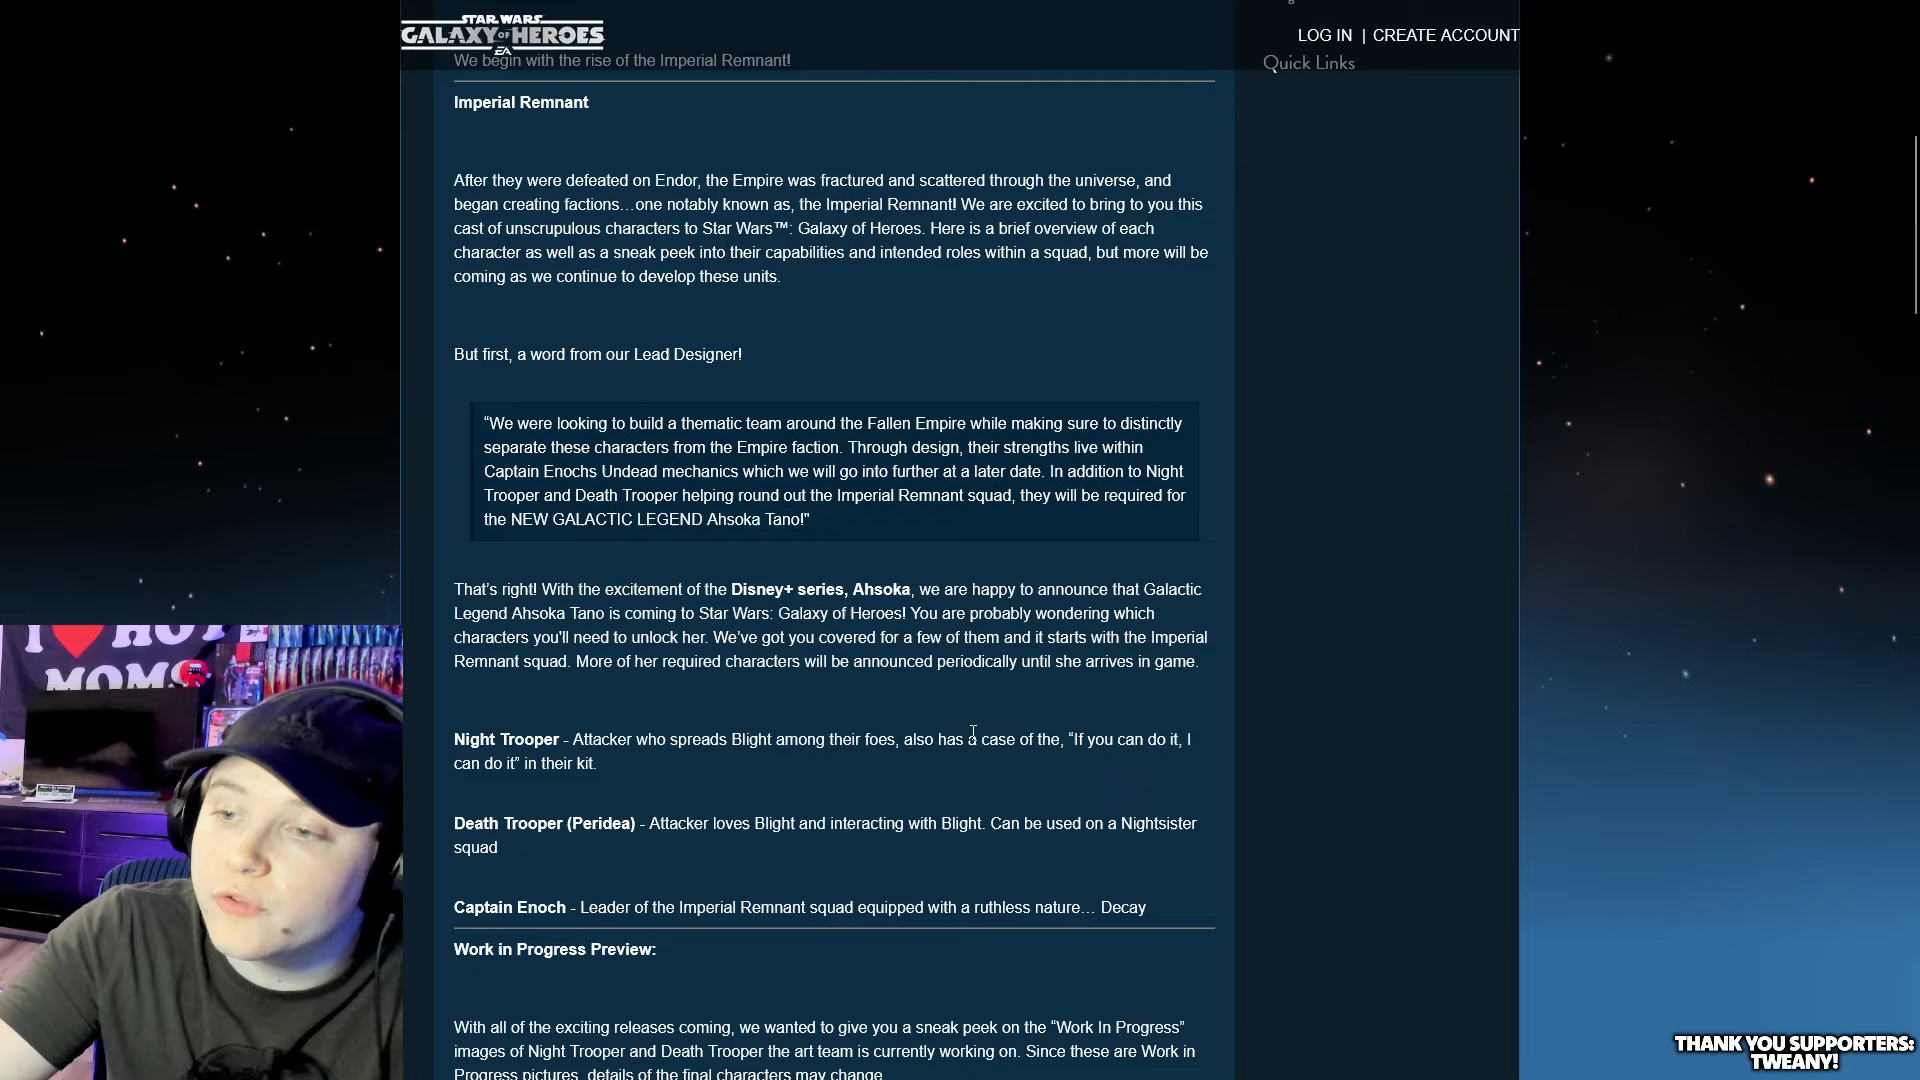 STAR WARS
GALAXY OF HEROES
EA
LOG IN | CREATE ACCOUNT
We begin with the rise of the Imperial Remnant!
Quick Links
Imperial Remnant
After they were defeated on Endor, the Empire was fractured and scattered through the universe, and
began creating factions…one notably known as, the Imperial Remnant! We are excited to bring to you this
cast of unscrupulous characters to Star Wars™: Galaxy of Heroes. Here is a brief overview of each
character as well as a sneak peek into their capabilities and intended roles within a squad, but more will be
coming as we continue to develop these units.
But first, a word from our Lead Designer!
“We were looking to build a thematic team around the Fallen Empire while making sure to distinctly
separate these characters from the Empire faction. Through design, their strengths live within
Captain Enochs Undead mechanics which we will go into further at a later date. In addition to Night
Trooper and Death Trooper helping round out the Imperial Remnant squad, they will be required for
the NEW GALACTIC LEGEND Ahsoka Tano!"
That’s right! With the excitement of the Disney+ series, Ahsoka, we are happy to announce that Galactic
Legend Ahsoka Tano is coming to Star Wars: Galaxy of Heroes! You are probably wondering which
characters you'll need to unlock her. We’ve got you covered for a few of them and it starts with the Imperial
Remnant squad. More of her required characters will be announced periodically until she arrives in game.
Night Trooper - Attacker who spreads Blight among their foes, also has a case of the, “If you can do it, I
can do it” in their kit.
Death Trooper (Peridea) - Attacker loves Blight and interacting with Blight. Can be used on a Nightsister
squad
Captain Enoch - Leader of the Imperial Remnant squad equipped with a ruthless nature… Decay
Work in Progress Preview:
With all of the exciting releases coming, we wanted to give you a sneak peek on the “Work In Progress”
images of Night Trooper and Death Trooper the art team is currently working on. Since these are Work in
Progress pictures, details of the final characters may change
I HOT
MOMS
THANK YOU SUPPORTERS:
TWEANY!